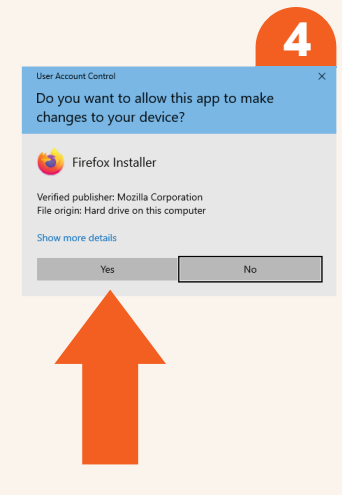 4
User Account Control
Do you want to allow this app to make
changes to your device?
Firefox Installer
Verified publisher: Mozilla Corporation
File origin: Hard drive on this computer
Show more details
Yes
No